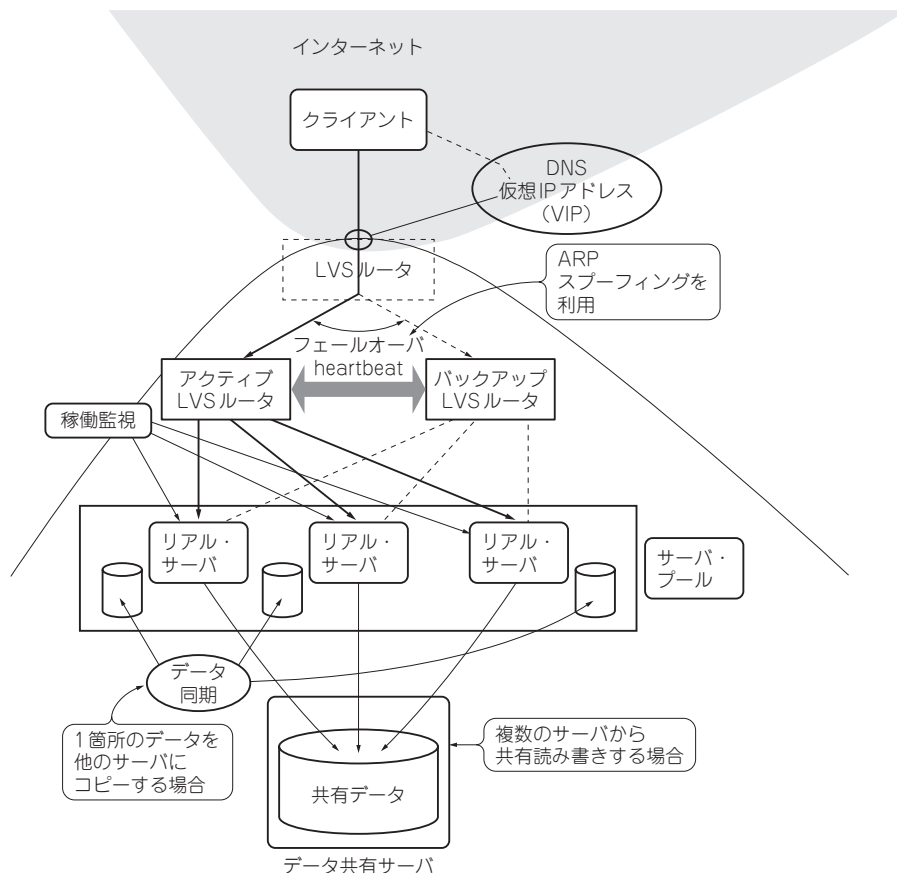 インターネット
クライアント
DNS
仮想IPアドレス
（VIP）
LVSルータ
ARP
スプーフィングを
利用
フェールオーバ
heartbeat
アクティブ
LVSルータ
バックアップ
LVSルータ
稼働監視
リアル・
サーバ
リアル・
サーバ
リアル・
サーバ
サーバ・
プール
データ
同期
1箇所のデータを
他のサーバに
コピーする場合
複数のサーバから
共有読み書きする場合
共有データ
データ共有サーバ